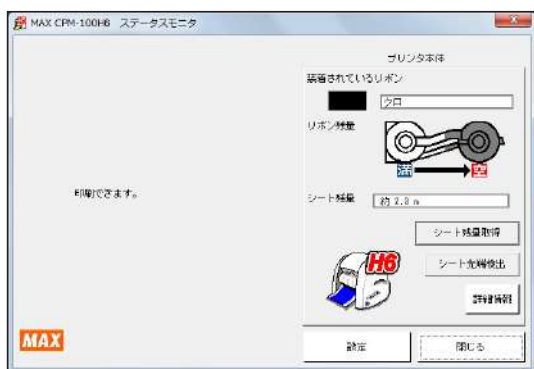 MAX CPM-100H6 ステータスモニタ
プリンタ本体
装着されているリボン
クロ
リボン残量
満
空
印刷できます。
シート残量
約 2.8 m
シート残量取得
H6
シート先端検出
詳細情報
MAX
設定
閉じる